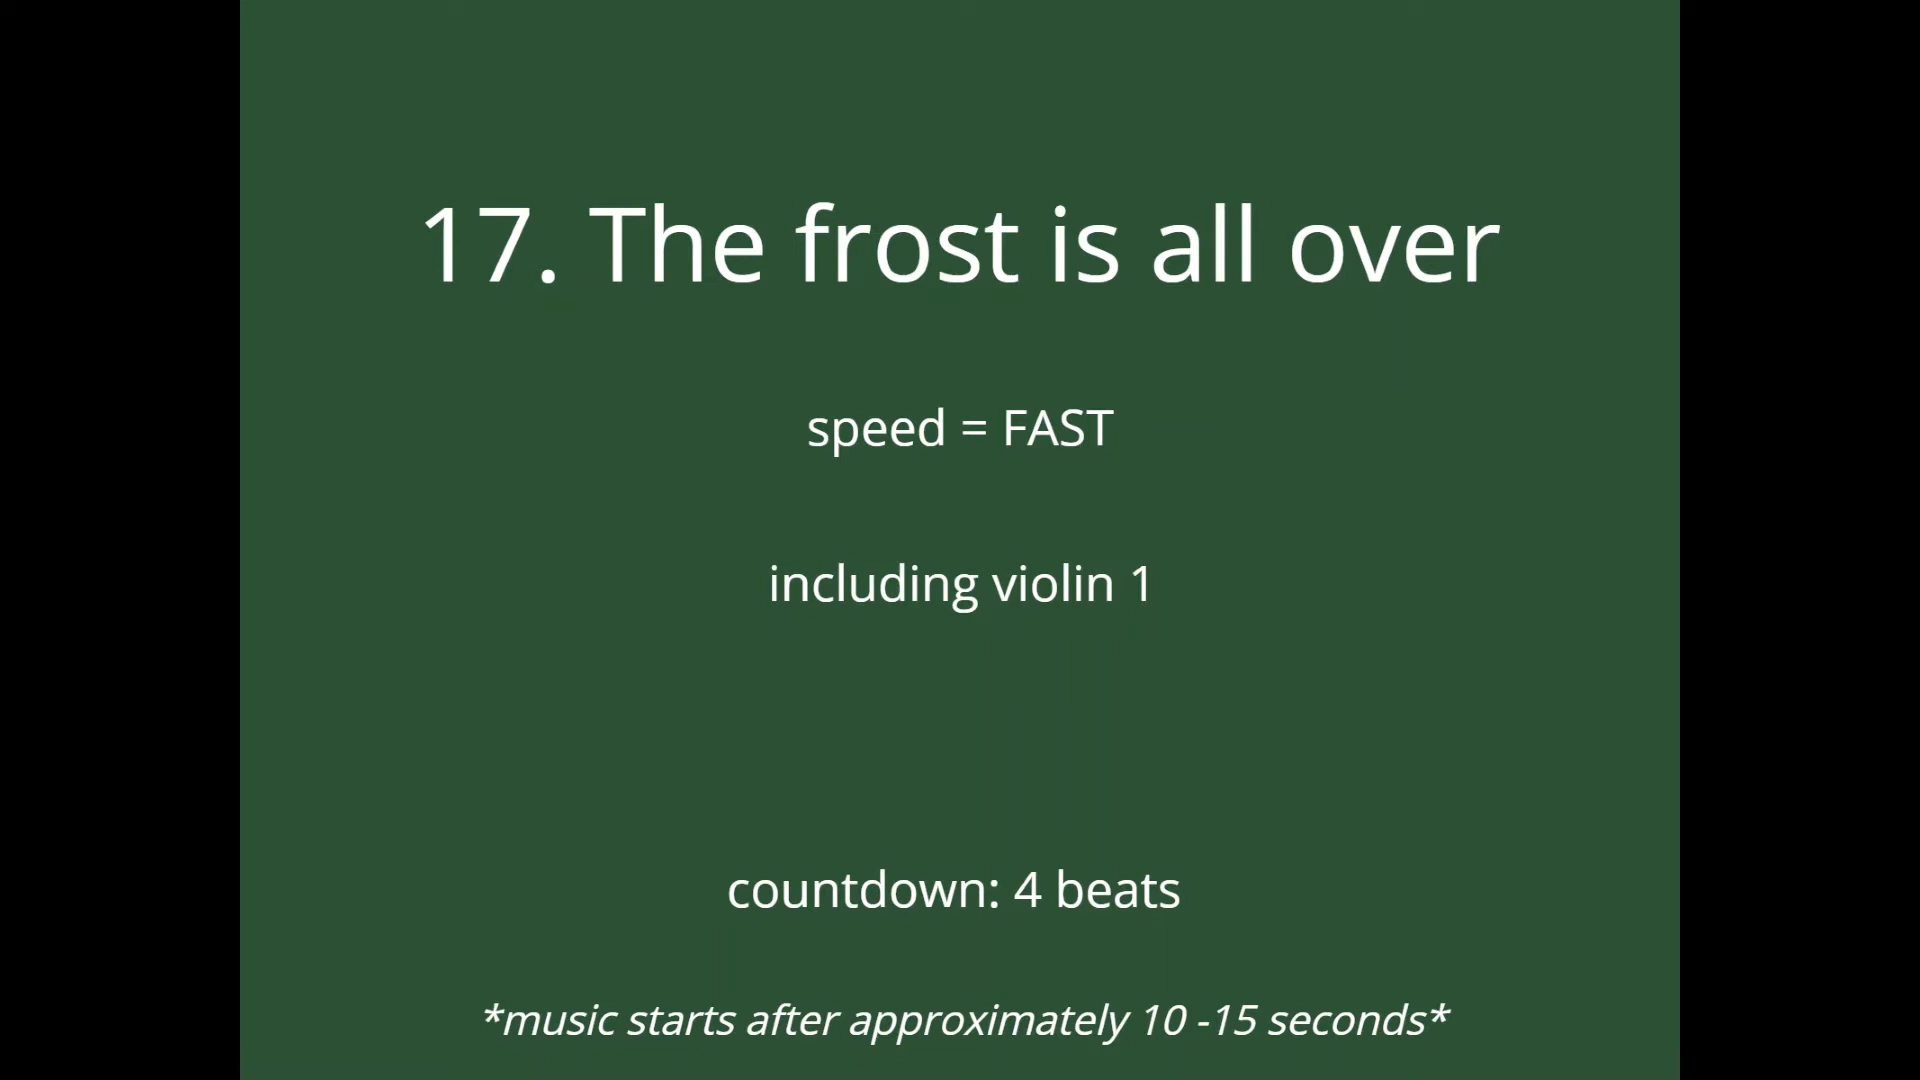 17. The frost is all over
speed = FAST
including violin 1
countdown: 4 beats
*music starts after approximately 10 -15 seconds*